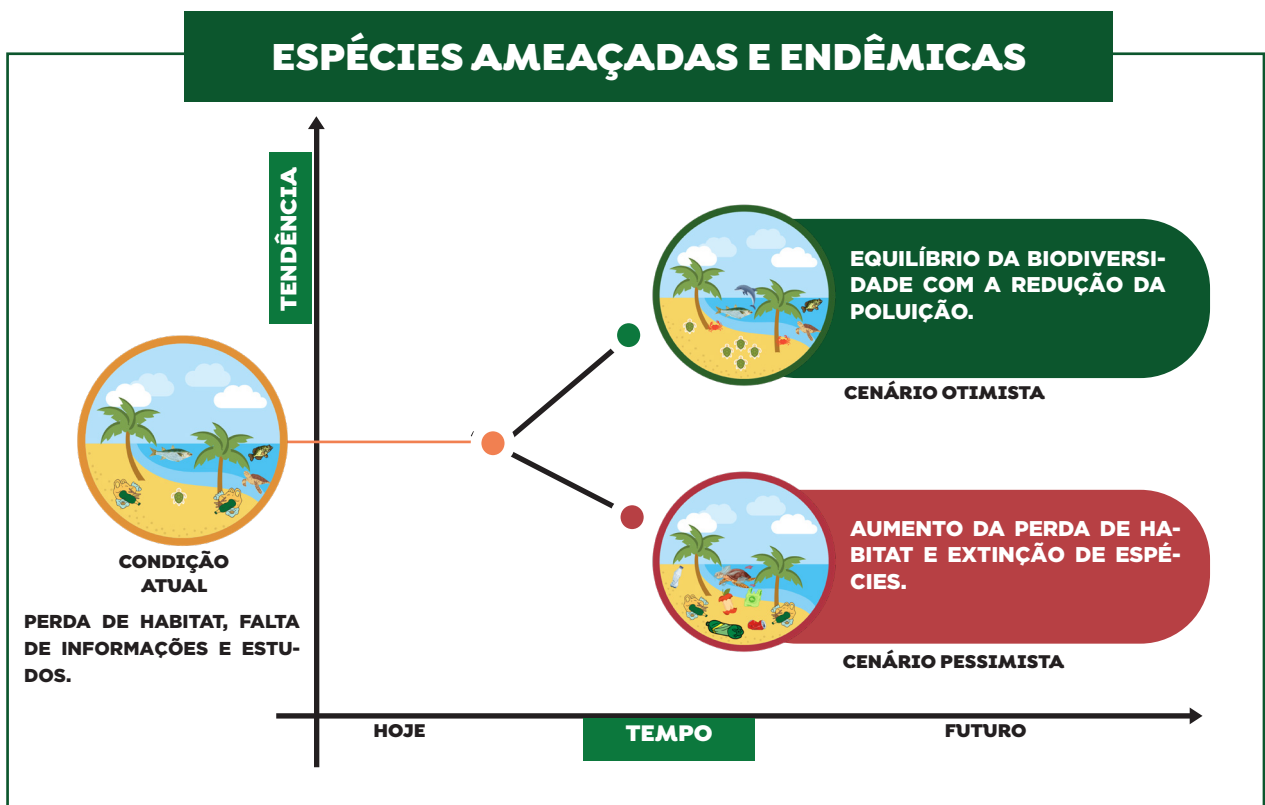 ESPÉCIES AMEAÇADAS E ENDÊMICAS
TENDÊNCIA
EQUILÍBRIO DA BIODIVERSI-
DADE COM A REDUÇÃO DA
POLUIÇÃO.
CENÁRIO OTIMISTA
CONDIÇÃO
ATUAL
PERDA DE HABITAT, FALTA
DE INFORMAÇÕES E ESTU-
DOS.
AUMENTO DA PERDA DE HA-
BITAT E EXTINÇÃO DE ESPÉ-
CIES.
CENÁRIO PESSIMISTA
HOJE
TEMPO
FUTURO